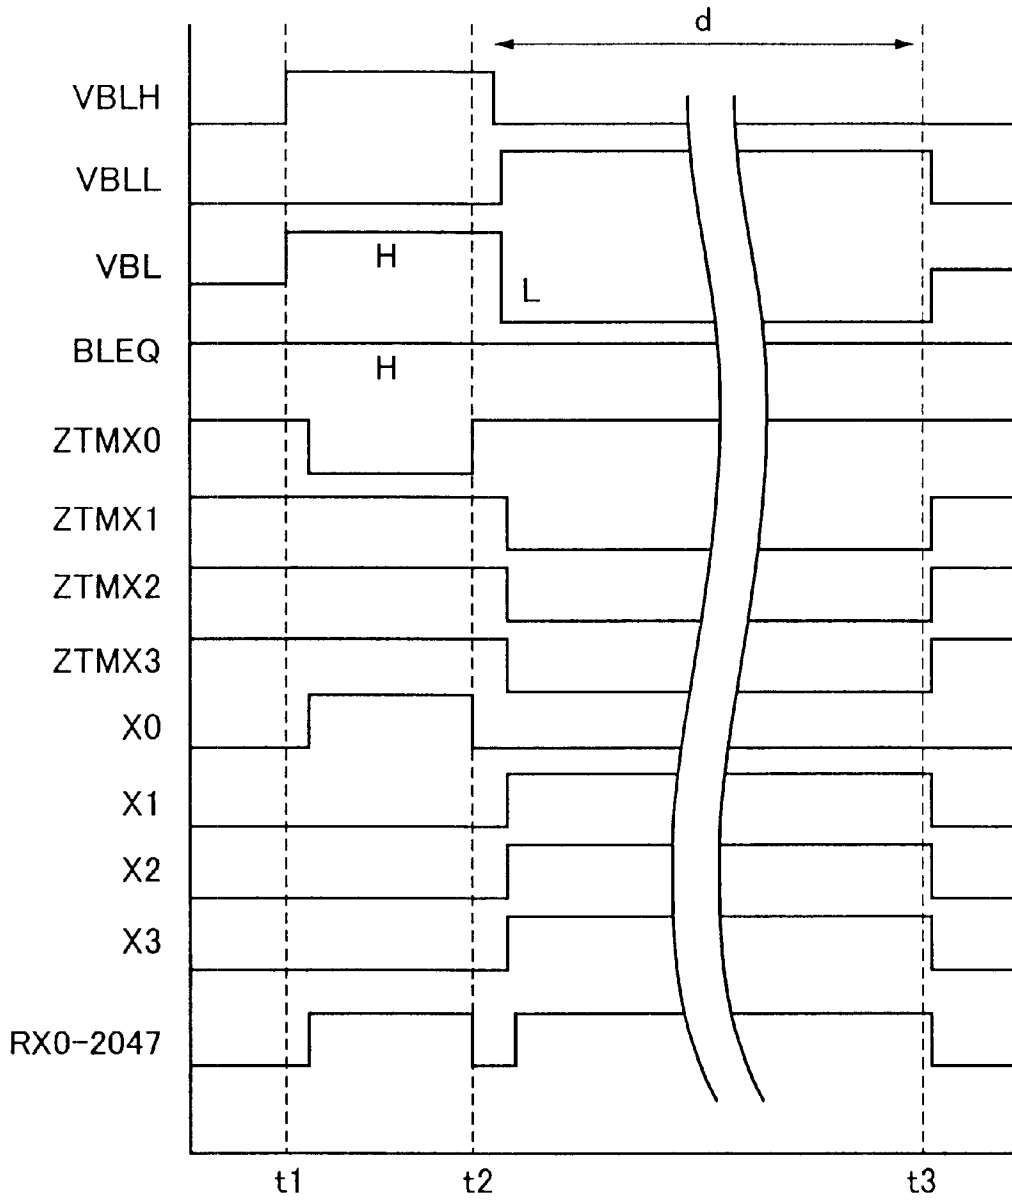 d
VBLH
VBLL
VBL
H
L
BLEQ
H
ZTMX0
ZTMX1
ZTMX2
ZTMX3
X0
X1
X2
X3
RX0-2047
t1 t2 t3